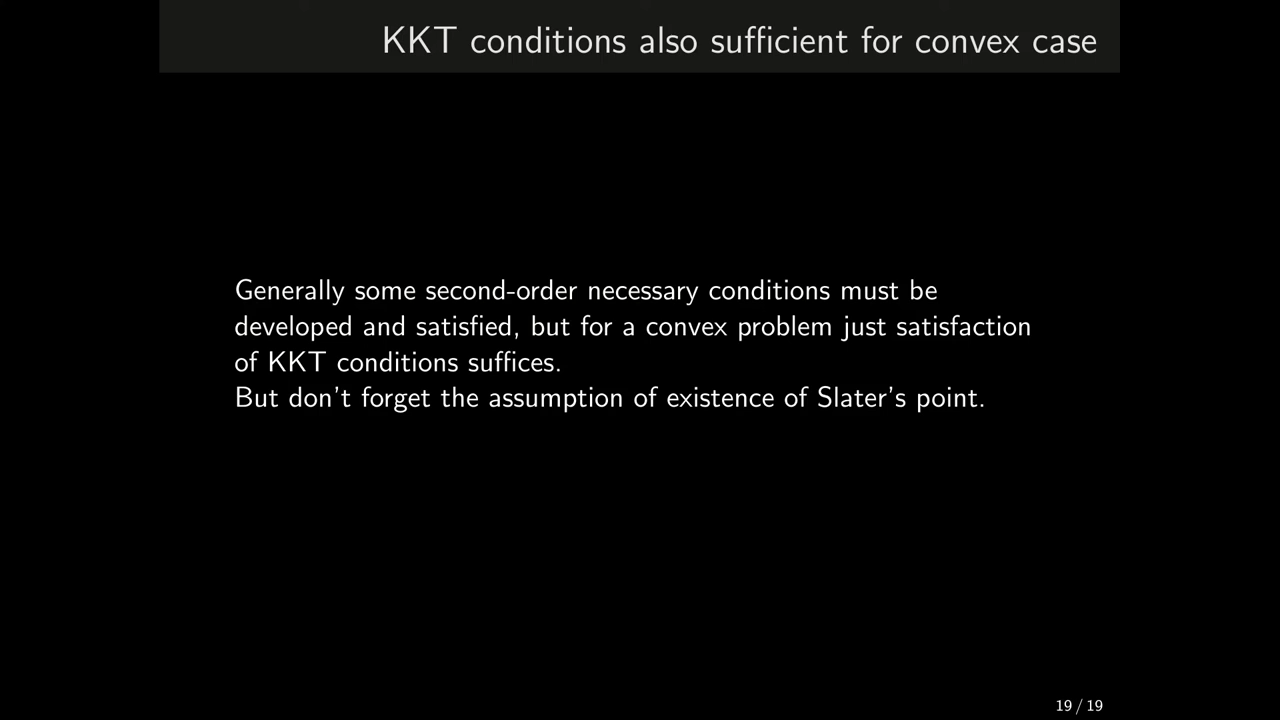 KKT conditions also sufficient for convex case
Generally some second-order necessary conditions must be
developed and satisfied, but for a convex problem just satisfaction
of KKT conditions suffices.
But don't forget the assumption of existence of Slater's point.
19 / 19